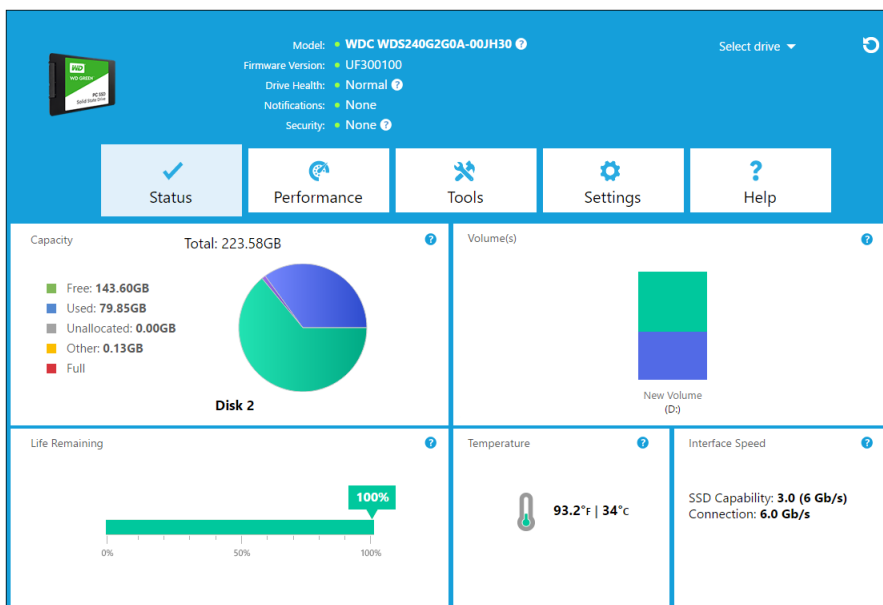 Model: WDC WDS240G2G0A-00JH30 ?
Firmware Version: UF300100
Drive Health: Normal ?
Notifications: None
Security: None ?
Select drive
WD
WD GREEN
PC SSD
Solid State Drive
Status
Performance
Tools
Settings
? Help
Capacity
?
Total: 223.58GB
Free: 143.60GB
Used: 79.85GB
Unallocated: 0.00GB
Other: 0.13GB
Full
Disk 2
Volume(s)
?
New Volume
(D:)
Life Remaining
?
100%
0% 50% 100%
Temperature
?
93.2°F | 34°C
Interface Speed
?
SSD Capability: 3.0 (6 Gb/s)
Connection: 6.0 Gb/s